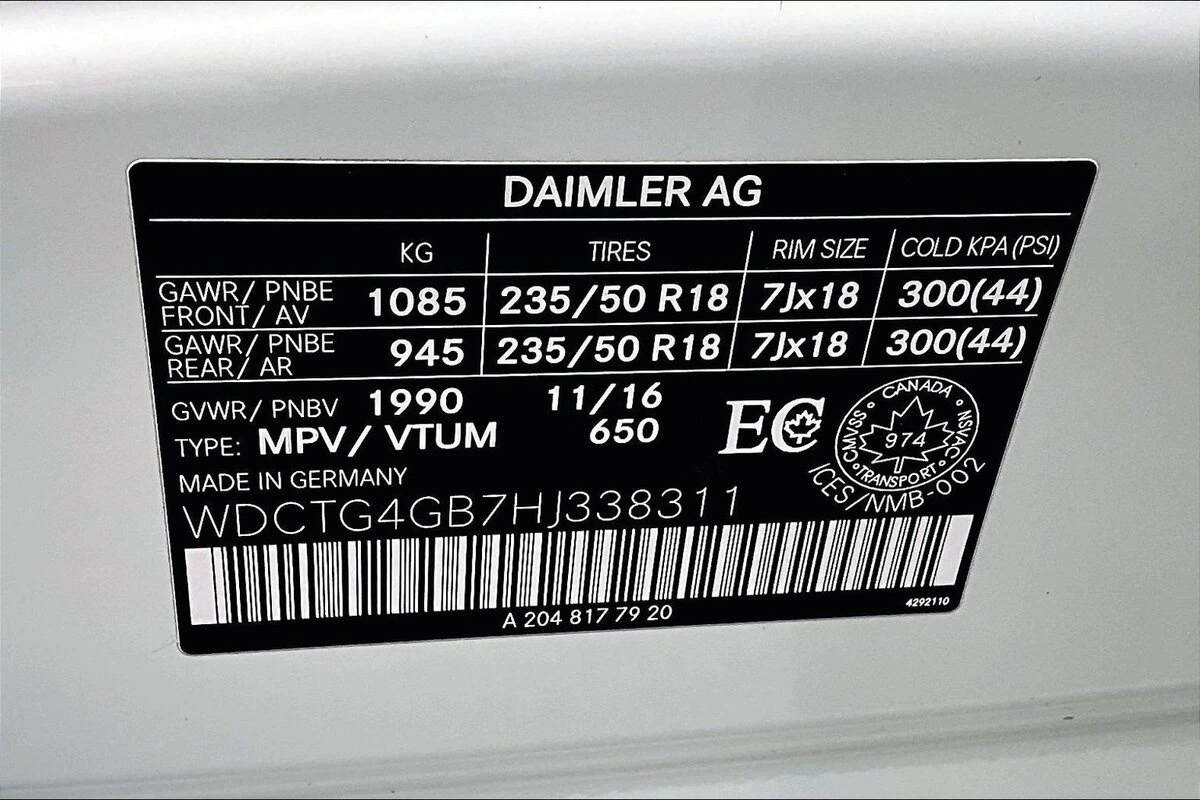 DAIMLER AG
KG TIRES RIM SIZE COLD KPA (PSI)
GAWR/ PNBE FRONT/ AV 1085 235/50 R18 7Jx18 300(44)
GAWR/ PNBE REAR/ AR 945 235/50 R18 7Jx18 300(44)
GVWR/ PNBV 1990 11/16
TYPE: MPV/ VTUM 650
EC
CANADA
CMVSS 974 NSVAC
TRANSPORT
ICES/NMB-002
MADE IN GERMANY
WDCTG4GB7HJ338311
A 204 817 79 20
4292110